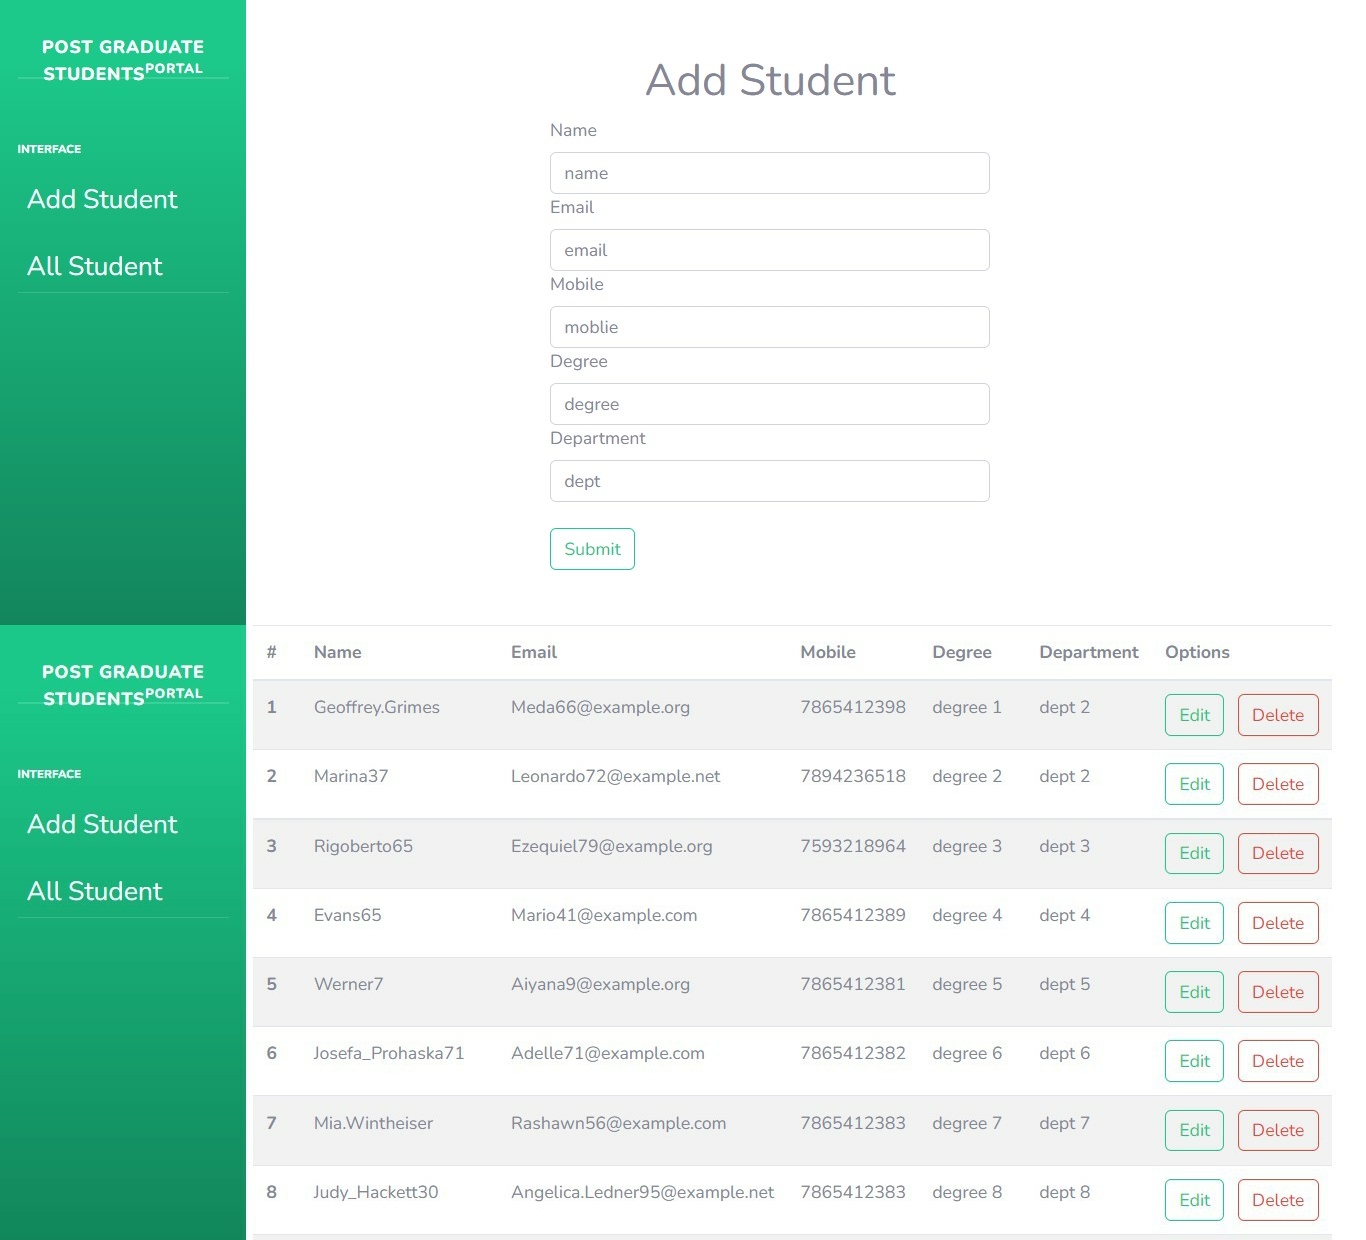 POST GRADUATE
STUDENTSPORTAL
INTERFACE
Add Student
All Student
Add Student
Name
name
Email
email
Mobile
moblie
Degree
degree
Department
dept
Submit
POST GRADUATE
STUDENTSPORTAL
INTERFACE
Add Student
All Student
# Name Email Mobile Degree Department Options
1 Geoffrey.Grimes Meda66@example.org 7865412398 degree 1 dept 2 Edit Delete
2 Marina37 Leonardo72@example.net 7894236518 degree 2 dept 2 Edit Delete
3 Rigoberto65 Ezequiel79@example.org 7593218964 degree 3 dept 3 Edit Delete
4 Evans65 Mario41@example.com 7865412389 degree 4 dept 4 Edit Delete
5 Werner7 Aiyana9@example.org 7865412381 degree 5 dept 5 Edit Delete
6 Josefa_Prohaska71 Adelle71@example.com 7865412382 degree 6 dept 6 Edit Delete
7 Mia.Wintheiser Rashawn56@example.com 7865412383 degree 7 dept 7 Edit Delete
8 Judy_Hackett30 Angelica.Ledner95@example.net 7865412383 degree 8 dept 8 Edit Delete